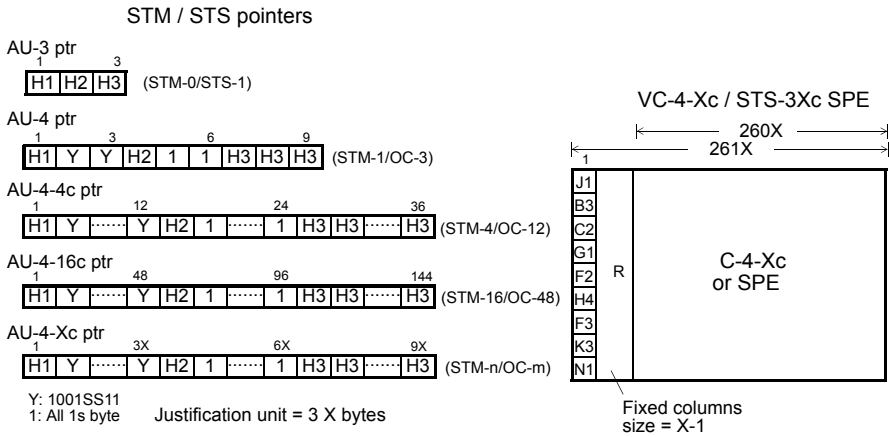 STM / STS pointers
AU-3 ptr
1 3
H1 H2 H3 (STM-0/STS-1)
AU-4 ptr
1 3 6 9
H1 Y Y H2 1 1 H3 H3 H3 (STM-1/OC-3)
AU-4-4c ptr
1 12 24 36
H1 Y ....... Y H2 1 ....... 1 H3 H3 ....... H3 (STM-4/OC-12)
AU-4-16c ptr
1 48 96 144
H1 Y ....... Y H2 1 ....... 1 H3 H3 ....... H3 (STM-16/OC-48)
AU-4-Xc ptr
1 3X 6X 9X
H1 Y ....... Y H2 1 ....... 1 H3 H3 ....... H3 (STM-n/OC-m)
Y: 1001SS11
1: All 1s byte
Justification unit = 3 X bytes
VC-4-Xc / STS-3Xc SPE
260X
261X
1
J1
B3
C2
G1
F2
H4
F3
K3
N1
R
C-4-Xc
or SPE
Fixed columns
size = X-1